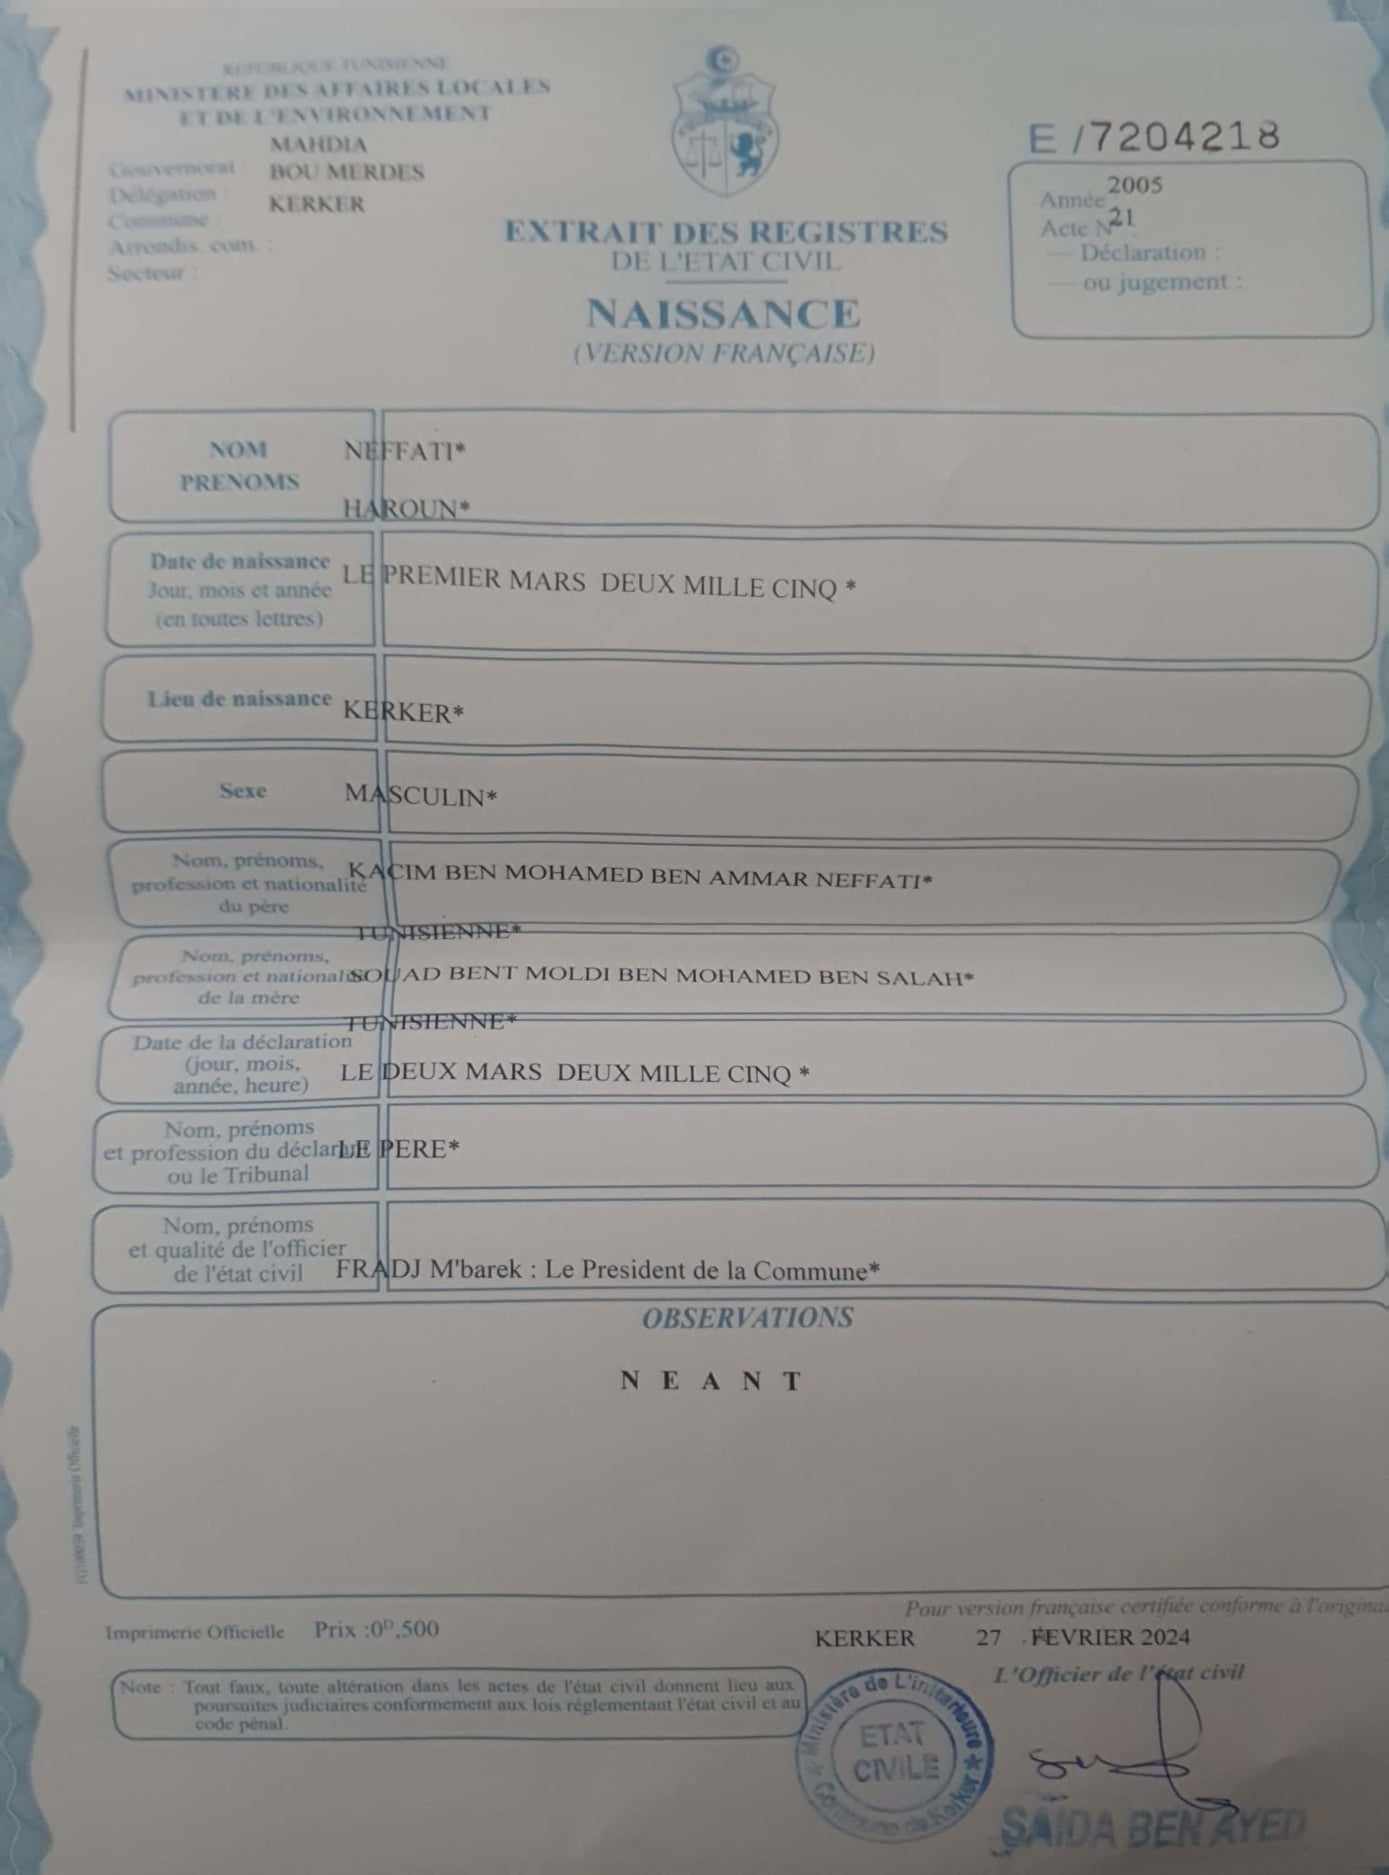 REPUBLIQUE TUNISIENNE
MINISTERE DES AFFAIRES LOCALES
ET DE L'ENVIRONNEMENT
MAHDIA
Gouvernorat :
BOU MERDES
Délégation :
KERKER
Commune :
Arrondis. com. :
Secteur :
E /7204218
Année 2005
Acte N° 21
— Déclaration :
— ou jugement :
EXTRAIT DES REGISTRES
DE L'ETAT CIVIL
NAISSANCE
(VERSION FRANÇAISE)
NOM
PRENOMS
NEFFATI*
HAROUN*
Date de naissance
Jour, mois et année
(en toutes lettres)
LE PREMIER MARS DEUX MILLE CINQ *
Lieu de naissance
KERKER*
Sexe
MASCULIN*
Nom, prénoms,
profession et nationalité
du père
KACIM BEN MOHAMED BEN AMMAR NEFFATI*
TUNISIENNE*
Nom, prénoms,
profession et nationalité
de la mère
SOUAD BENT MOLDI BEN MOHAMED BEN SALAH*
TUNISIENNE*
Date de la déclaration
(jour, mois,
année, heure)
LE DEUX MARS DEUX MILLE CINQ *
Nom, prénoms
et profession du déclarant
ou le Tribunal
LE PERE*
Nom, prénoms
et qualité de l'officier
de l'état civil
FRADJ M'barek : Le President de la Commune*
OBSERVATIONS
N E A N T
Imprimerie Officielle
Imprimerie Officielle Prix :0D,500
Pour version française certifiée conforme à l'origina
KERKER 27 FEVRIER 2024
L'Officier de l'état civil
Note : Tout faux, toute altération dans les actes de l'état civil donnent lieu aux
poursuites judiciaires conformement aux lois réglementant l'état civil et au
code pénal.
Ministère de L'intérieure
ETAT
CIVILE
Commune de Kerker
SAIDA BEN AYED